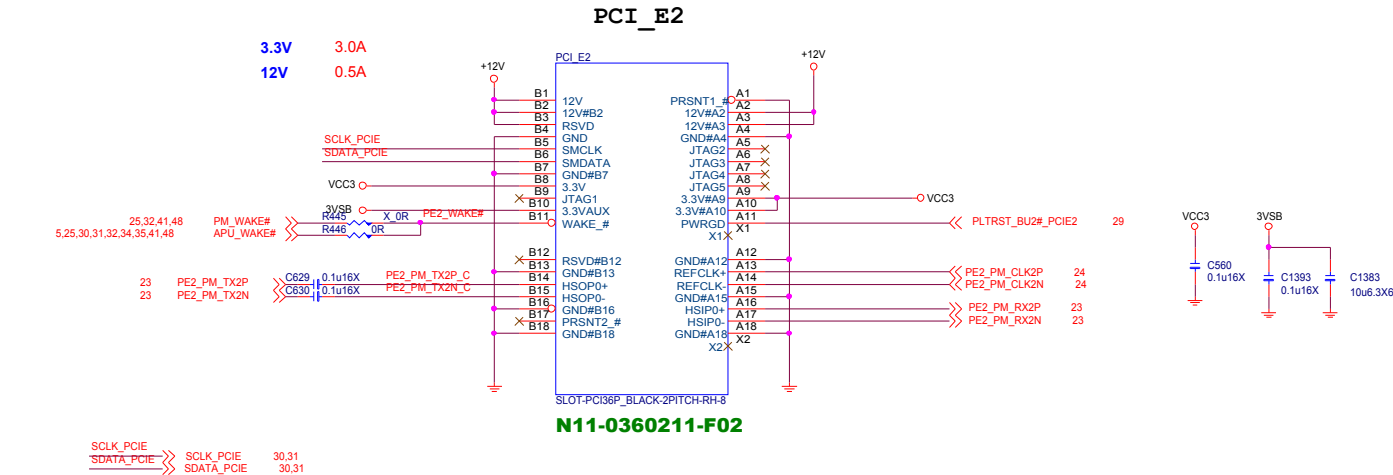 PCI_E2
3.3V 3.0A
12V 0.5A
PCI_E2
+12V
+12V
B1 12V
B2 12V#B2
B3 RSVD
B4 GND
SCLK_PCIE B5 SMCLK
SDATA_PCIE B6 SMDATA
B7 GND#B7
VCC3 B8 3.3V
B9 JTAG1
3VSB B10 3.3VAUX
25,32,41,48 PM_WAKE# R445 X_0R PE2_WAKE# B11 WAKE_#
5,25,30,31,32,34,35,41,48 APU_WAKE# R446 0R
B12 RSVD#B12
B13 GND#B13
23 PE2_PM_TX2P C629 0.1u16X PE2_PM_TX2P_C B14 HSOP0+
23 PE2_PM_TX2N C630 0.1u16X PE2_PM_TX2N_C B15 HSOP0-
B16 GND#B16
B17 PRSNT2_#
B18 GND#B18
PRSNT1_# A1
12V#A2 A2
12V#A3 A3
GND#A4 A4
JTAG2 A5
JTAG3 A6
JTAG4 A7
JTAG5 A8
3.3V#A9 A9 VCC3
3.3V#A10 A10
PWRGD A11 PLTRST_BU2#_PCIE2 29
X1 X1
GND#A12 A12
REFCLK+ A13 PE2_PM_CLK2P 24
REFCLK- A14 PE2_PM_CLK2N 24
GND#A15 A15
HSIP0+ A16 PE2_PM_RX2P 23
HSIP0- A17 PE2_PM_RX2N 23
GND#A18 A18
X2 X2
VCC3 3VSB
C560 0.1u16X
C1393 0.1u16X
C1383 10u6.3X6
SLOT-PCI36P_BLACK-2PITCH-RH-8
N11-0360211-F02
SCLK_PCIE SCLK_PCIE 30,31
SDATA_PCIE SDATA_PCIE 30,31